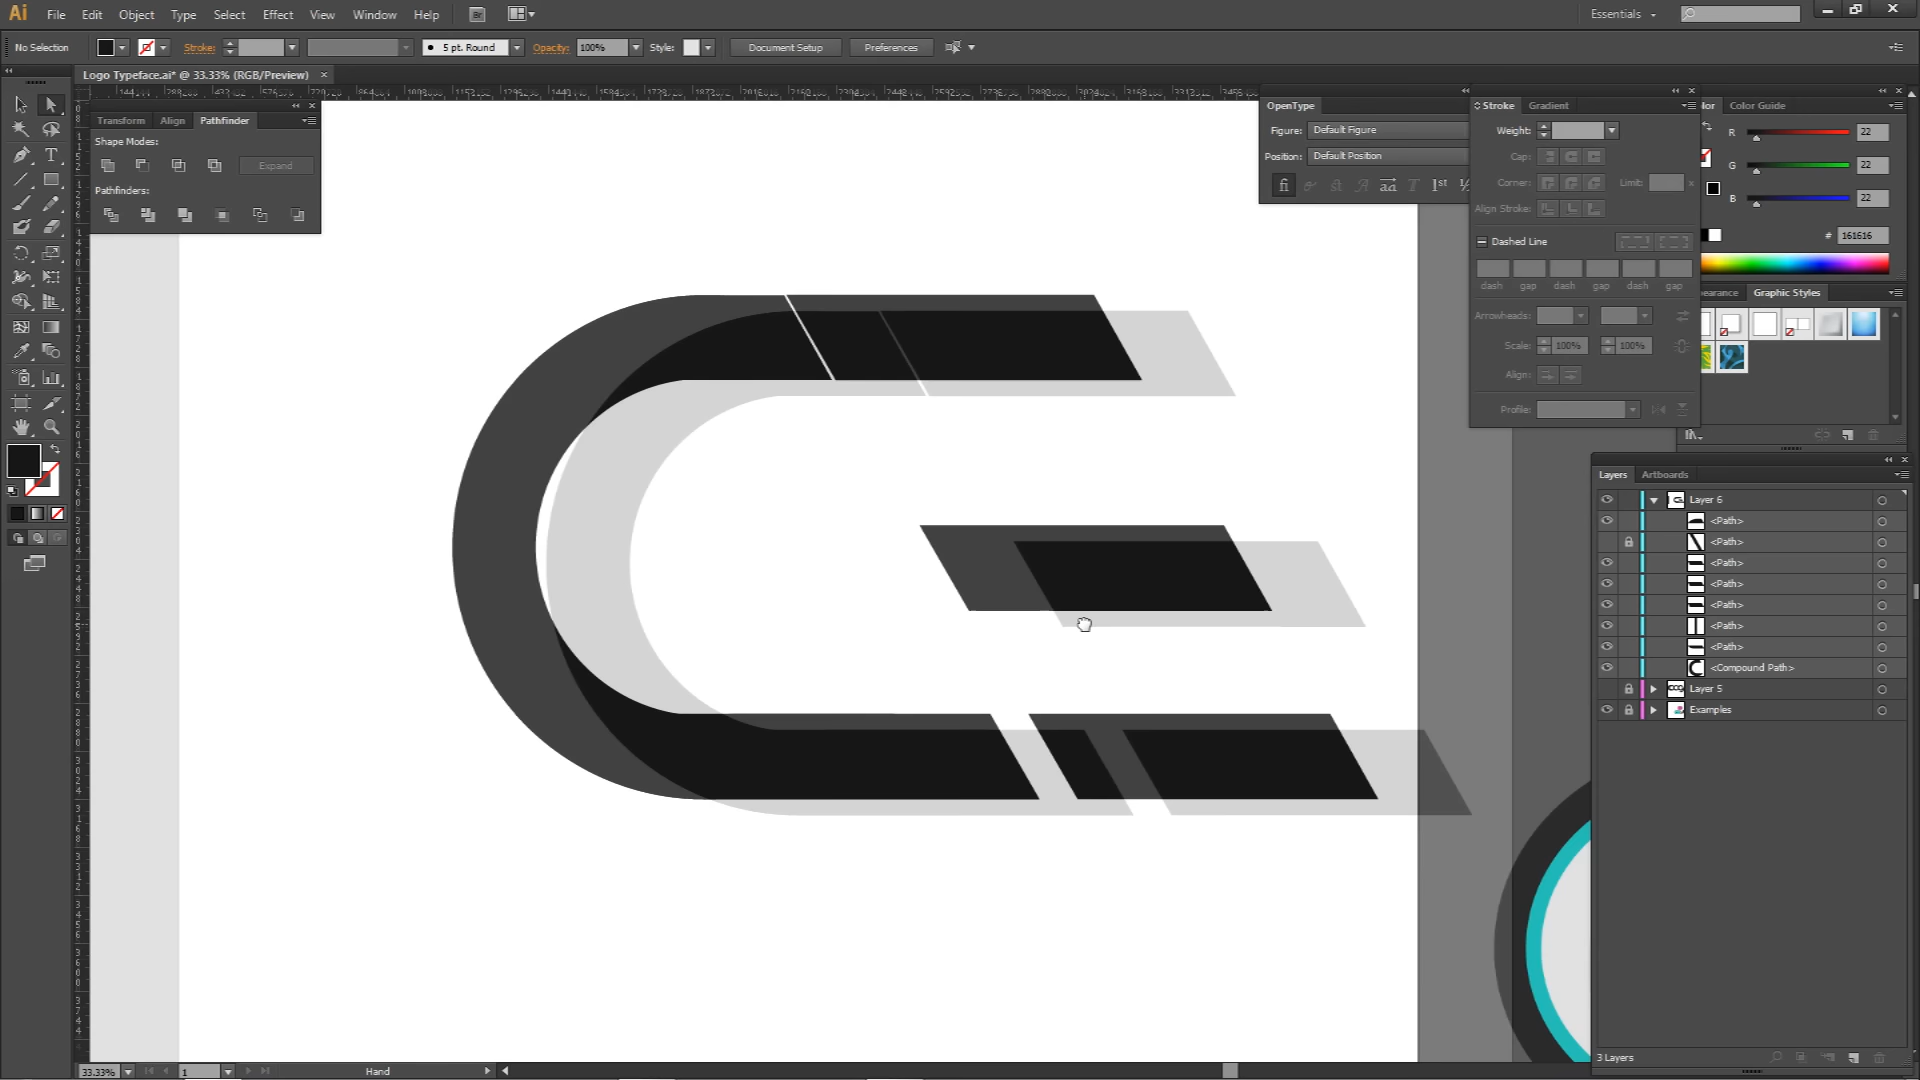 Ai File Edit Object Type Select Effect View Window Help Br Essentials
No Selection Stroke: 5 pt. Round Opacity: 100% Style: Document Setup Preferences
Logo Typeface.ai* @ 33.33% (RGB/Preview) ×
Transform Align Pathfinder
Shape Modes:
Expand
Pathfinders:
OpenType
Figure: Default Figure
Position: Default Position
Stroke Gradient
Weight:
Cap:
Corner: Limit: x
Align Stroke:
Dashed Line
dash gap dash gap dash gap
Arrowheads:
Scale: 100% 100%
Align:
Profile:
lor Color Guide
R 22
G 22
B 22
# 161616
pearance Graphic Styles
Layers Artboards
Layer 6
<Path>
<Path>
<Path>
<Path>
<Path>
<Path>
<Path>
<Compound Path>
Layer 5
Examples
3 Layers
33.33% 1 Hand